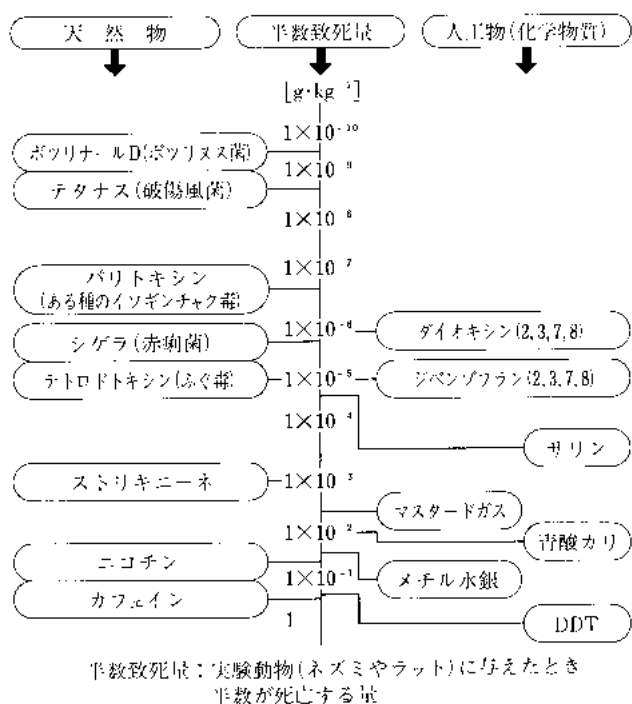 天然物
半数致死量
人工物(化学物質)
[g·kg⁻¹]
1×10⁻¹⁰
ボツリナールD(ボツリヌス菌)
1×10⁻⁹
テタナス(破傷風菌)
1×10⁻⁸
1×10⁻⁷
パリトキシン
(ある種のイソギンチャク毒)
1×10⁻⁶
ダイオキシン(2,3,7,8)
シゲラ(赤痢菌)
テトロドトキシン(ふぐ毒)
1×10⁻⁵
ジベンゾフラン(2,3,7,8)
1×10⁻⁴
サリン
ストリキニーネ
1×10⁻³
マスタードガス
1×10⁻²
青酸カリ
ニコチン
1×10⁻¹
メチル水銀
カフェイン
1
DDT
半数致死量：実験動物(ネズミやラット)に与えたとき
半数が死亡する量